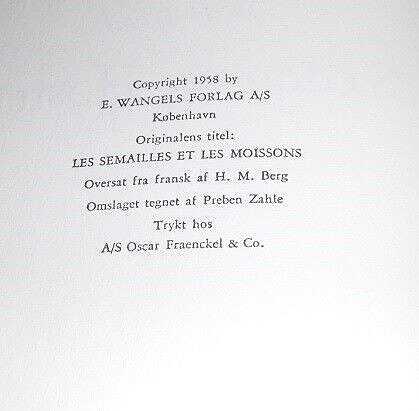 Copyright 1958 by
E. WANGELS FORLAG A/S
København
Originalens titel:
LES SEMAILLES ET LES MOISSONS
Oversat fra fransk af H. M. Berg
Omslaget tegnet af Preben Zahle
Trykt hos
A/S Oscar Fraenckel & Co.